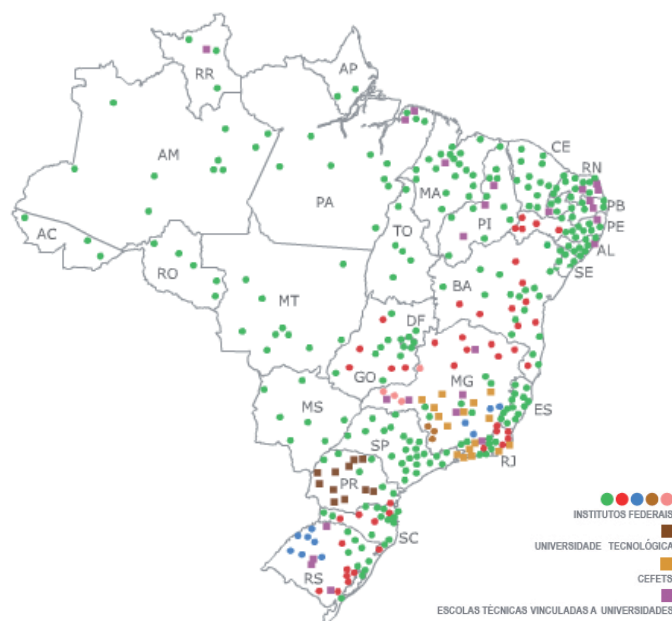 AP
RR
CE
RN
AM
MA
PB
PA
PI
PE
TO
AC
AL
RO
SE
BA
MT
DF
GO
MG
MS
ES
SP
RJ
PR
INSTITUTOS FEDERAIS
SC
UNIVERSIDADE TECNOLÓGICA
RS
CEFETS
ESCOLAS TÉCNICAS VINCULADAS A UNIVERSIDADES